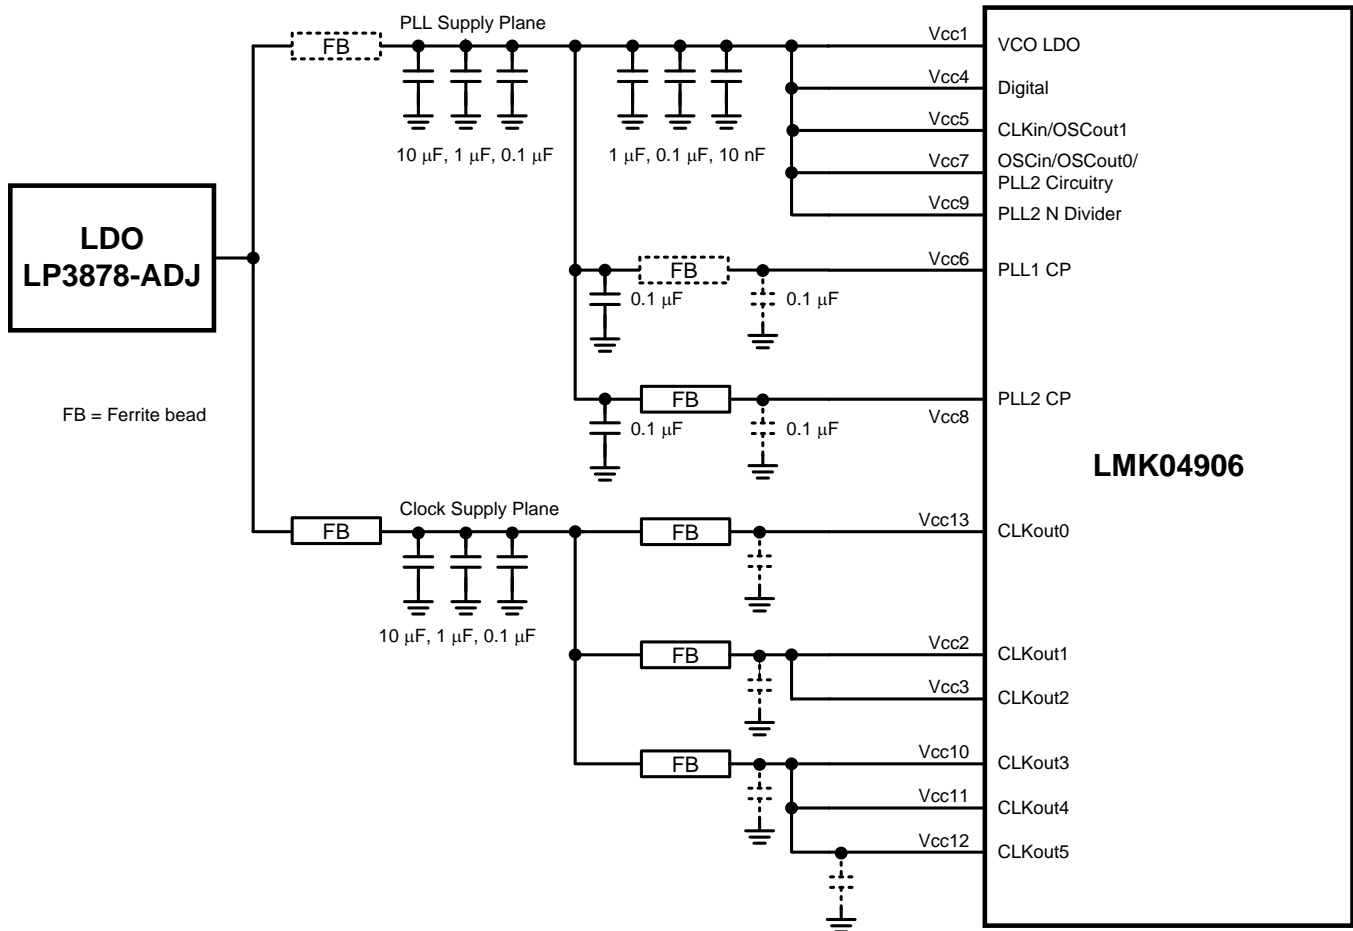 PLL Supply Plane
FB
10 µF, 1 µF, 0.1 µF
1 µF, 0.1 µF, 10 nF
Vcc1
VCO LDO
Vcc4
Digital
Vcc5
CLKin/OSCout1
Vcc7
OSCin/OSCout0/
PLL2 Circuitry
Vcc9
PLL2 N Divider
LDO
LP3878-ADJ
FB
Vcc6
PLL1 CP
0.1 µF
0.1 µF
FB = Ferrite bead
FB
Vcc8
PLL2 CP
0.1 µF
0.1 µF
LMK04906
Clock Supply Plane
FB
10 µF, 1 µF, 0.1 µF
FB
Vcc13
CLKout0
FB
Vcc2
CLKout1
Vcc3
CLKout2
FB
Vcc10
CLKout3
Vcc11
CLKout4
Vcc12
CLKout5